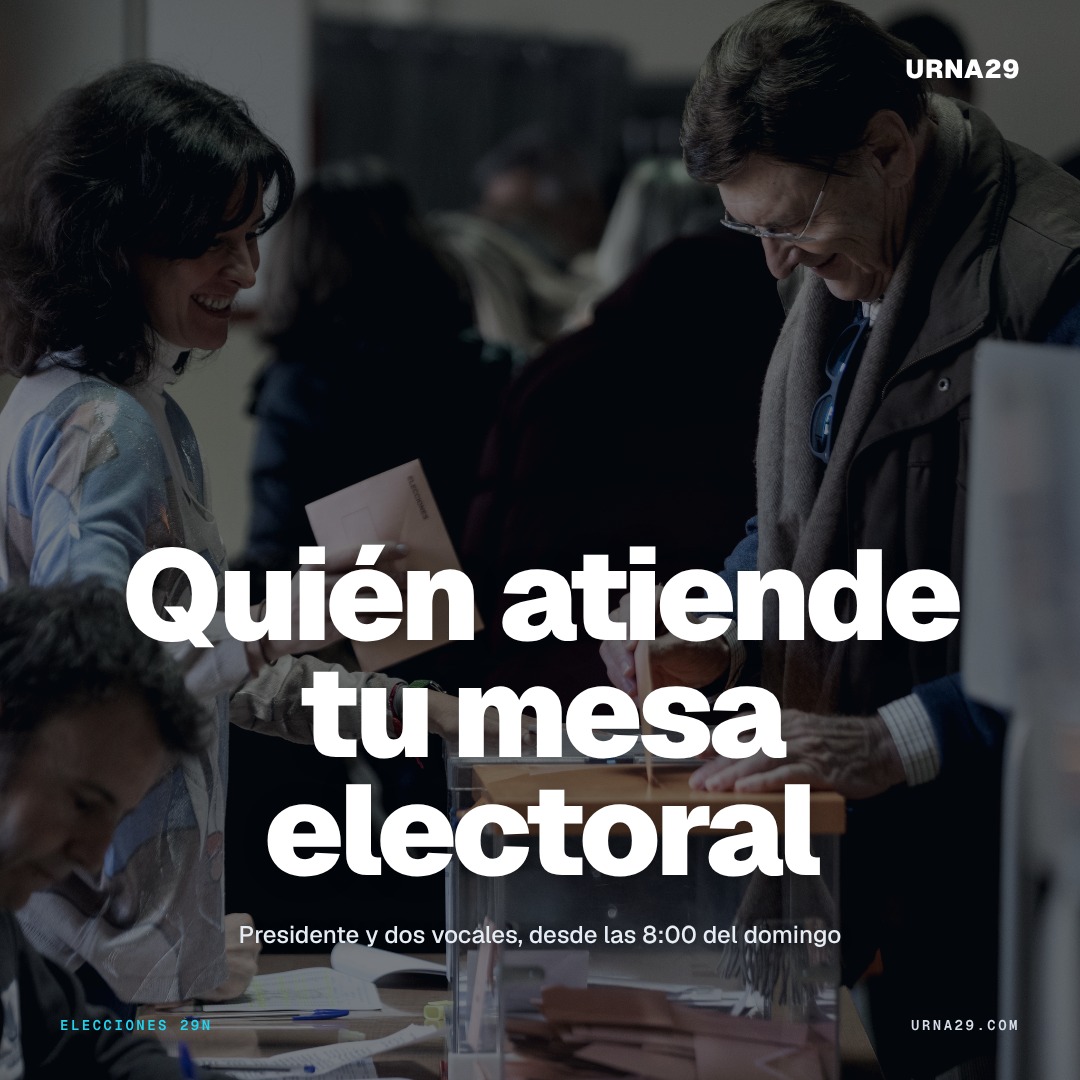 URNA29
ELECCIONES
Quién atiende
tu mesa
electoral
Presidente y dos vocales, desde las 8:00 del domingo
ELECCIONES 29N
URNA29.COM